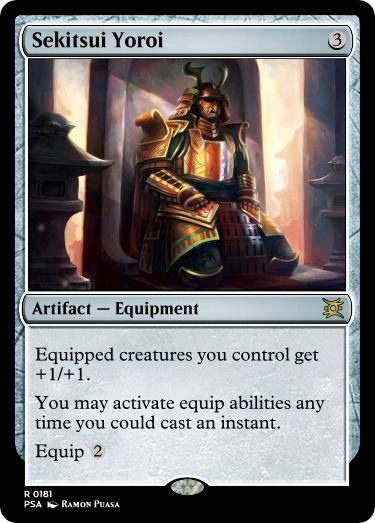 Sekitsui Yoroi 3
Artifact — Equipment
Equipped creatures you control get
+1/+1.
You may activate equip abilities any
time you could cast an instant.
Equip 2
R 0181
PSA Ramon Puasa